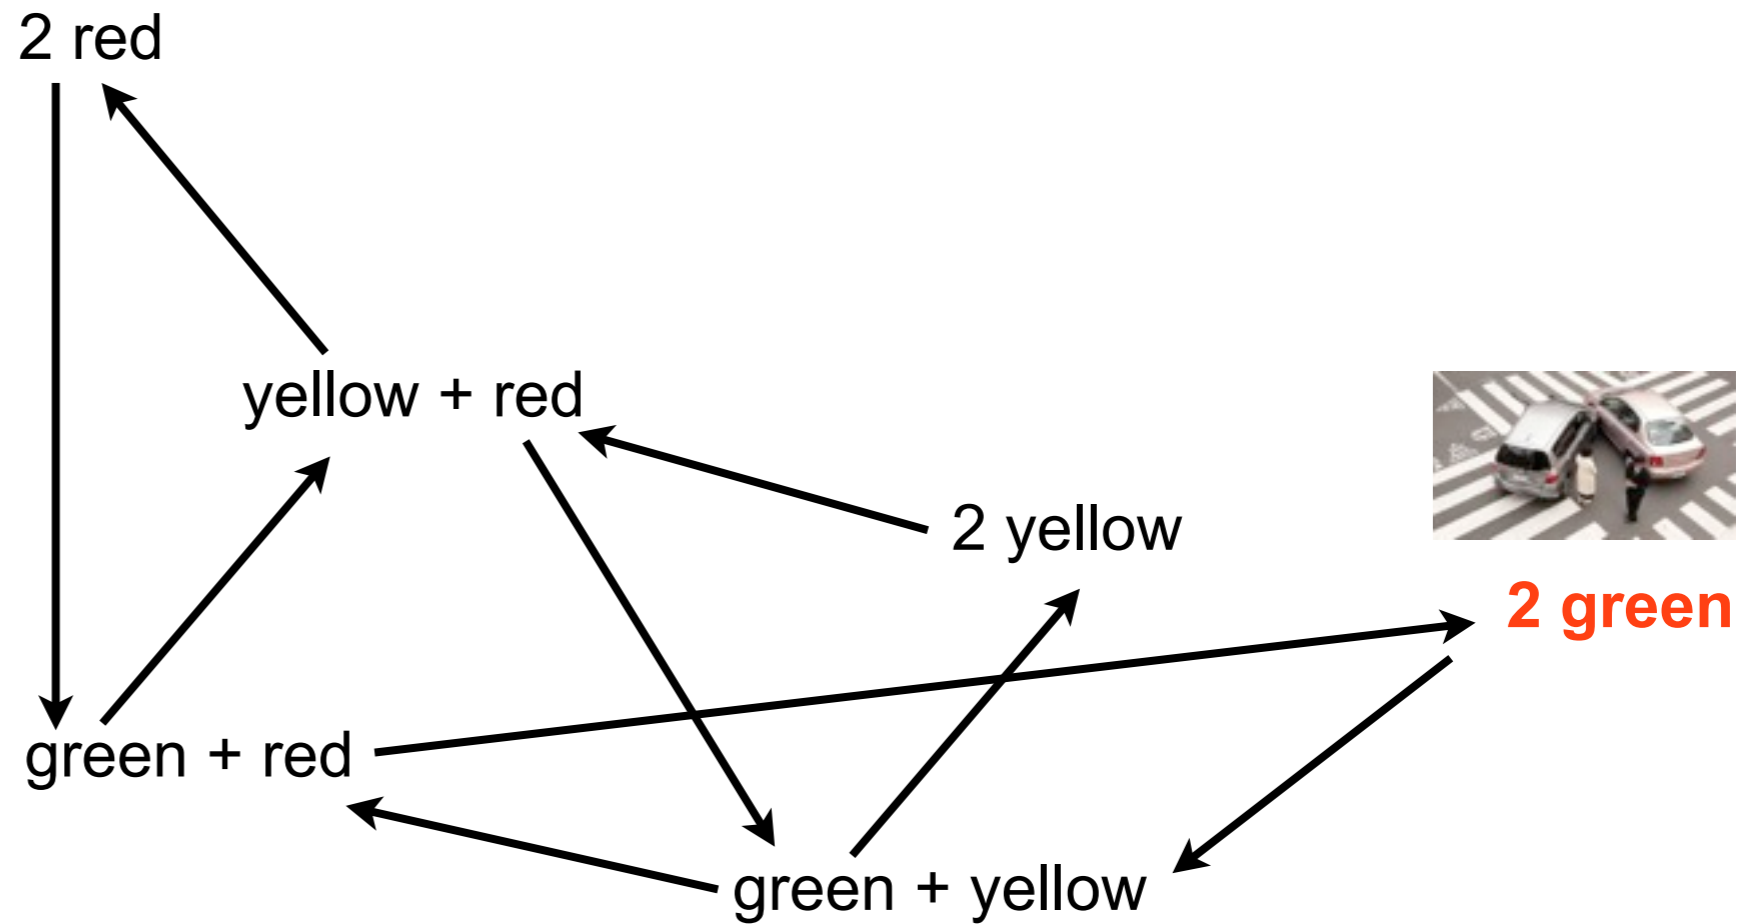 2 red
yellow + red
2 yellow
2 green
green + red
green + yellow